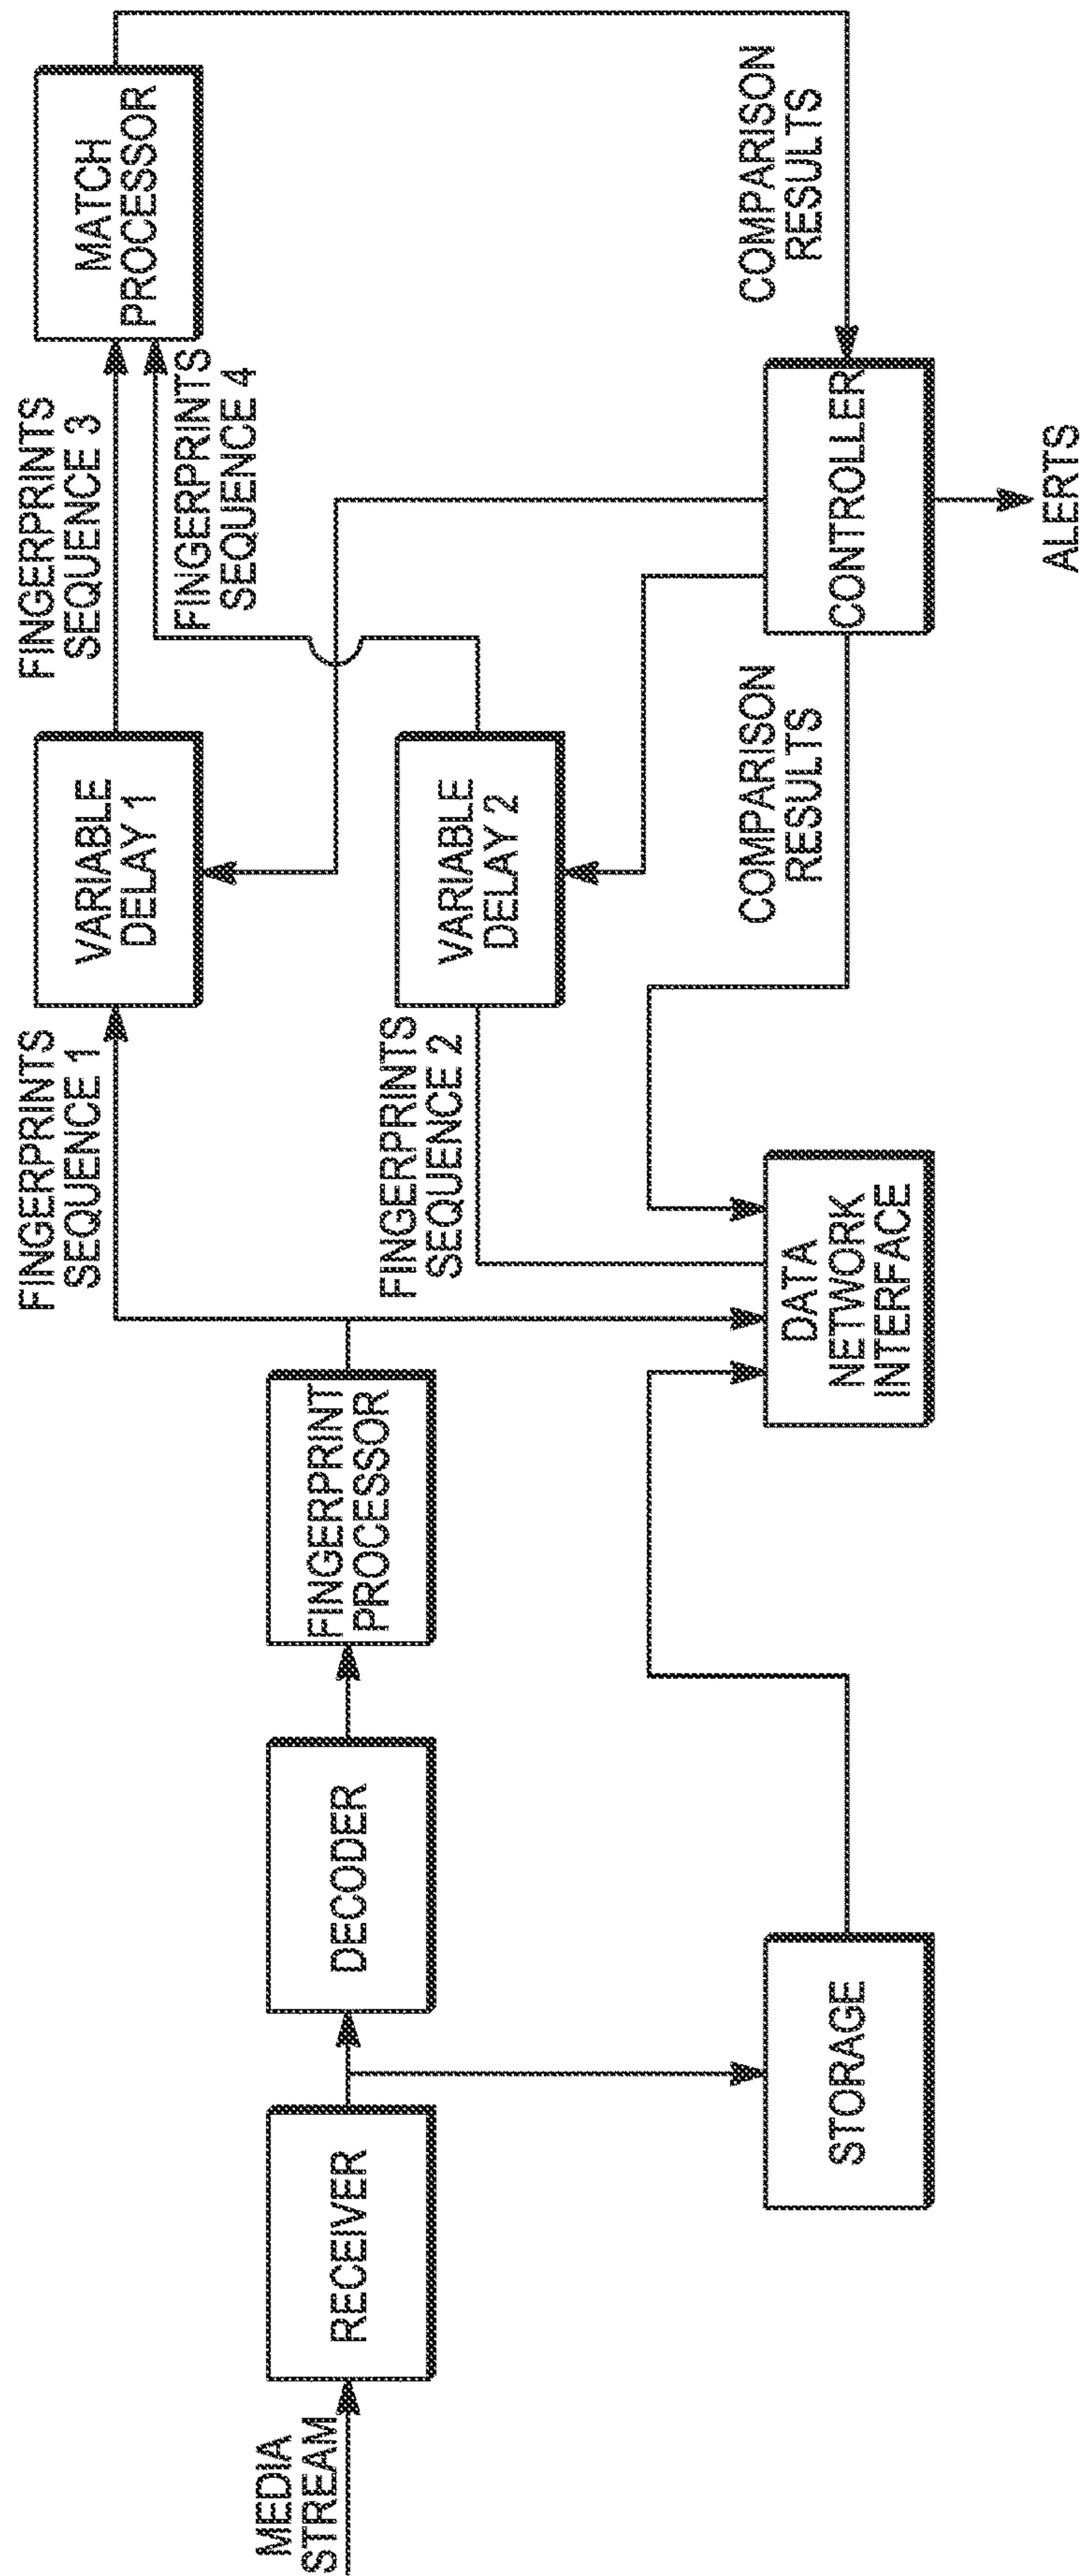 MEDIA
STREAM
RECEIVER
DECODER
STORAGE
FINGERPRINT
PROCESSOR
DATA
NETWORK
INTERFACE
FINGERPRINTS
SEQUENCE 1
FINGERPRINTS
SEQUENCE 2
VARIABLE
DELAY 1
VARIABLE
DELAY 2
FINGERPRINTS
SEQUENCE 3
FINGERPRINTS
SEQUENCE 4
COMPARISON
RESULTS
MATCH
PROCESSOR
CONTROLLER
ALERTS
COMPARISON
RESULTS